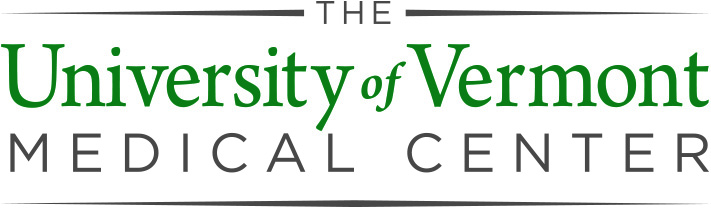 THE
University of Vermont
MEDICAL CENTER